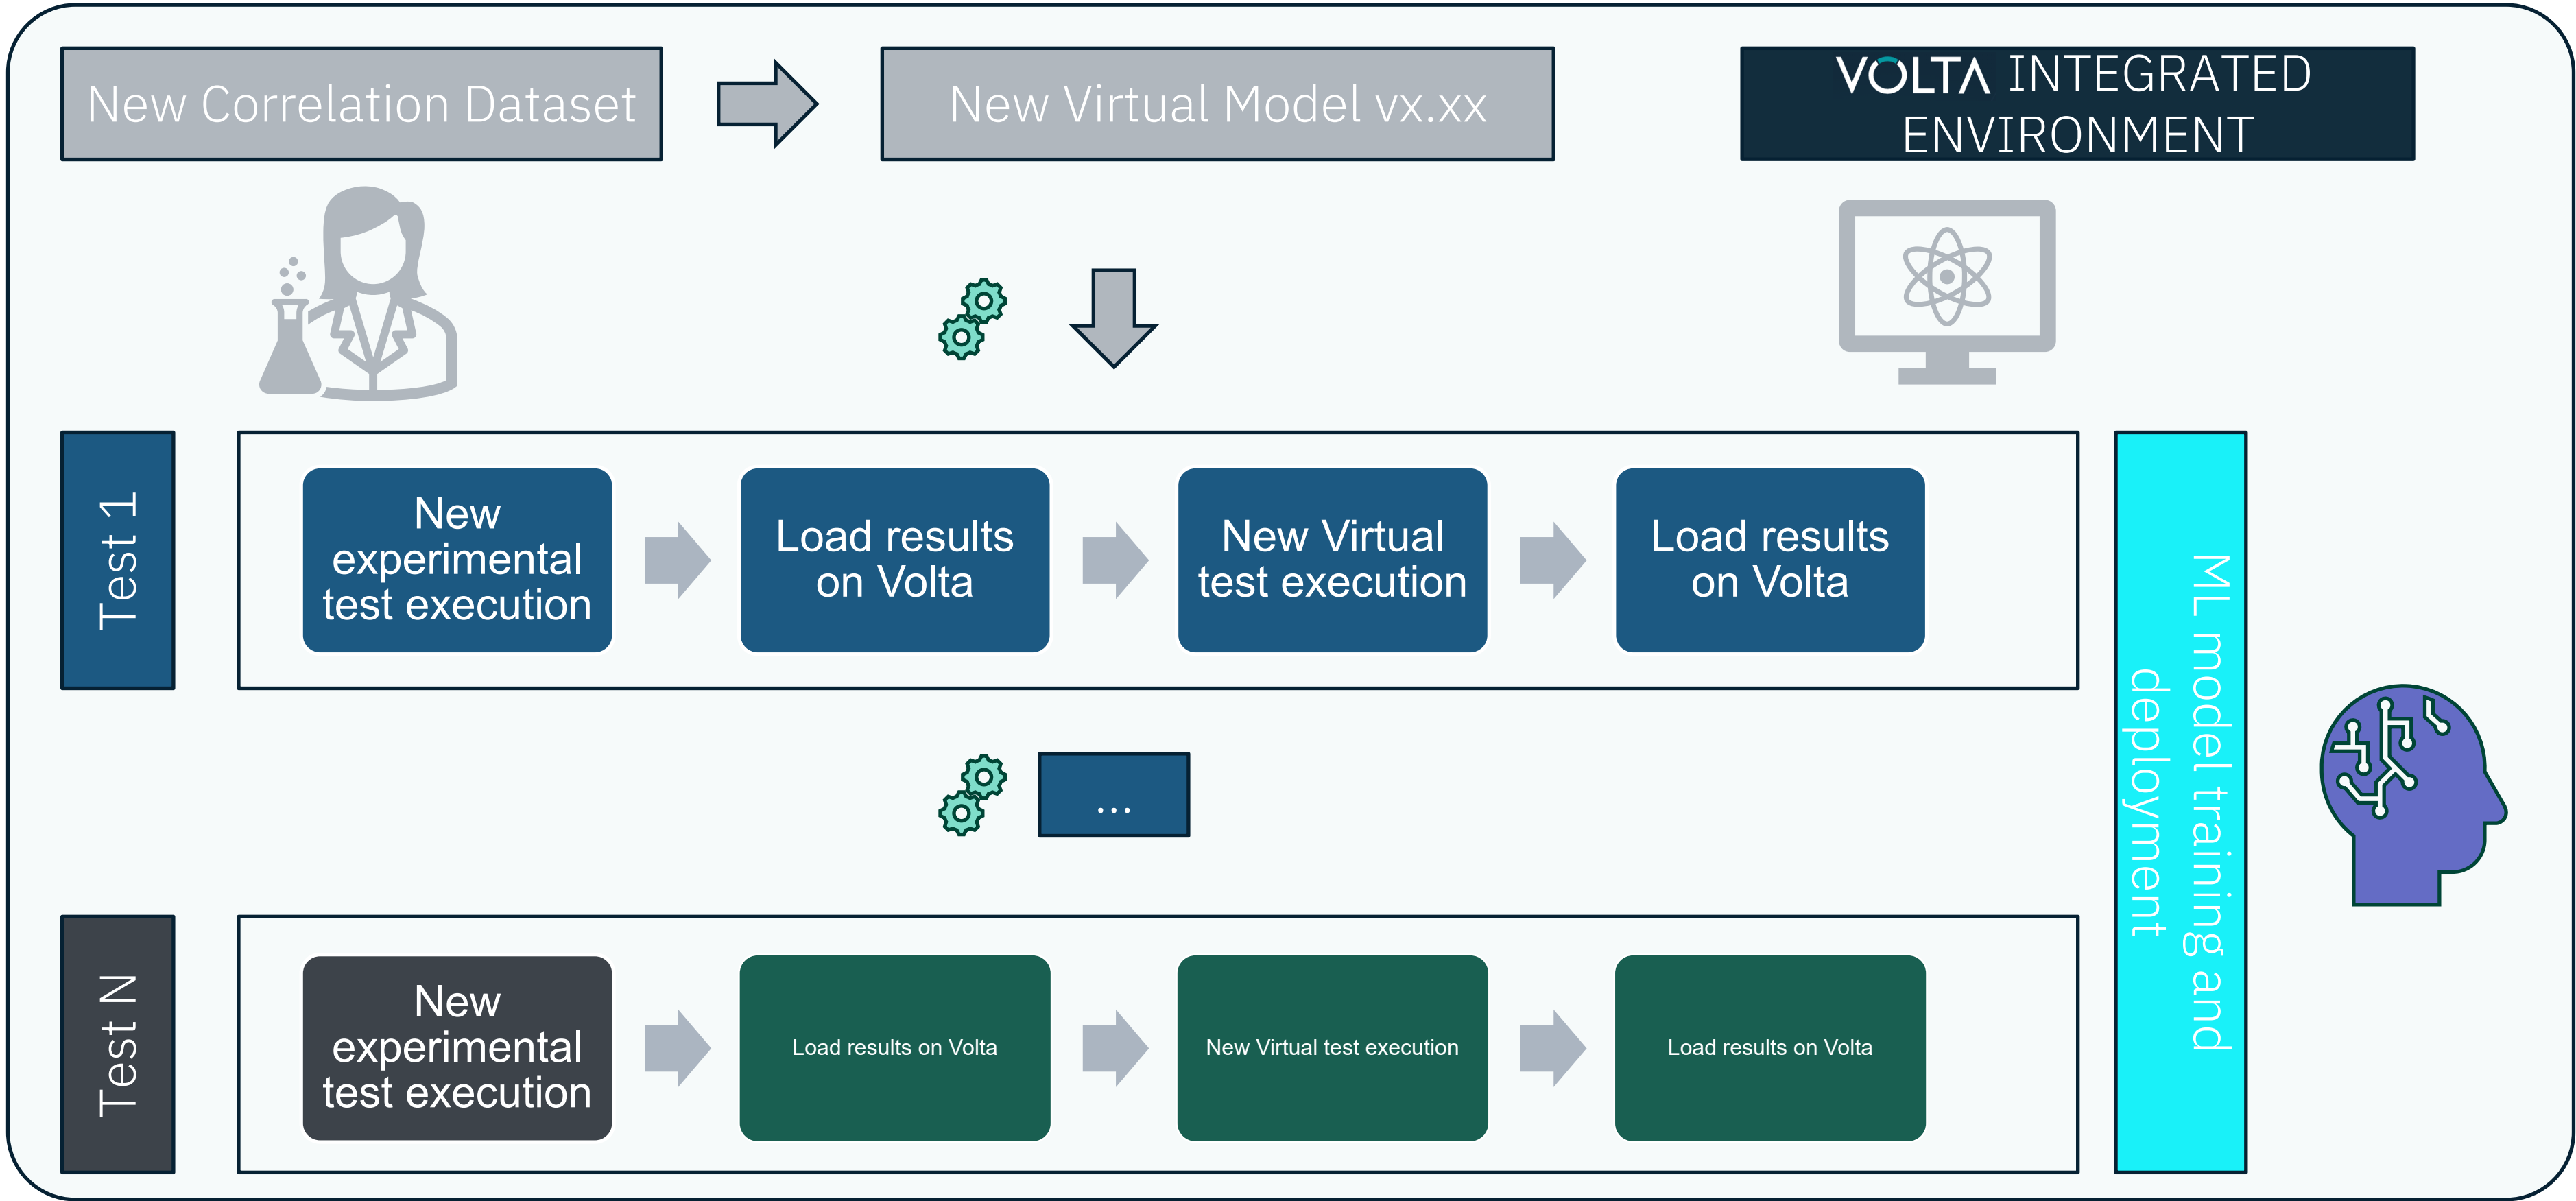 New Correlation Dataset
New Virtual Model vx.xx
VOLTA INTEGRATED
ENVIRONMENT
Test 1
New
experimental
test execution
Load results
on Volta
New Virtual
test execution
Load results
on Volta
ML model training and
deployment
...
Test N
New
experimental
test execution
Load results on Volta
New Virtual test execution
Load results on Volta